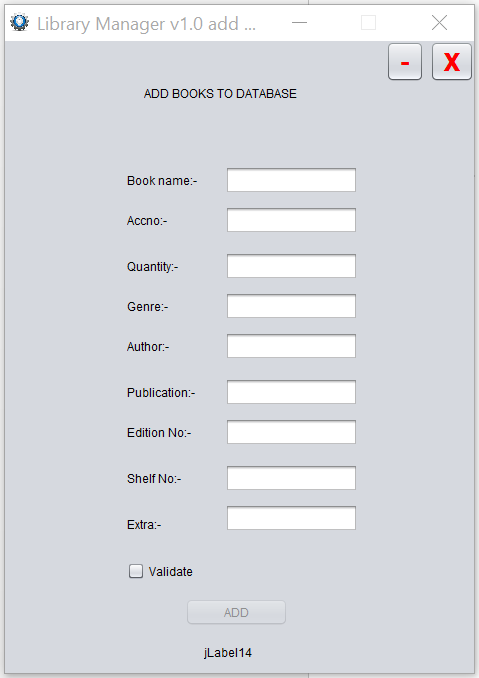 Library Manager v1.0 add ...
- X
ADD BOOKS TO DATABASE
Book name:-
Accno:-
Quantity:-
Genre:-
Author:-
Publication:-
Edition No:-
Shelf No:-
Extra:-
Validate
ADD
jLabel14